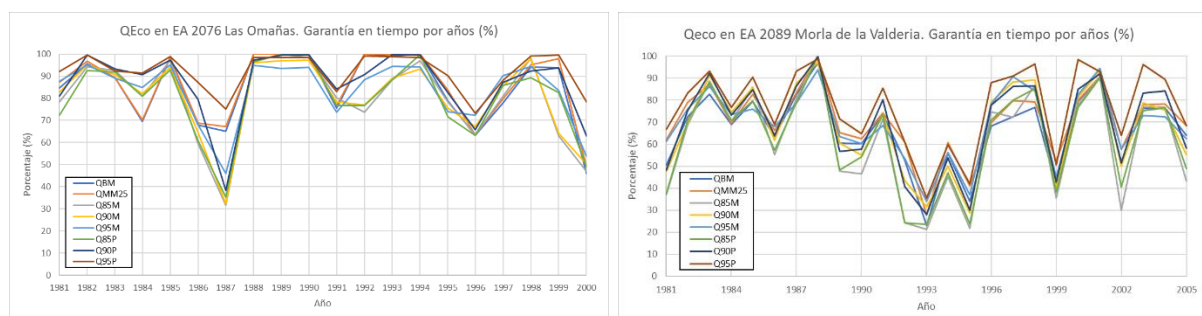 QEco en EA 2076 Las Omañas. Garantía en tiempo por años (%)
Porcentaje (%)
100
90
80
70
60
50
40
30
20
10
0
QBM
QMM25
Q85M
Q90M
Q95M
Q85P
Q90P
Q95P
1981 1982 1983 1984 1985 1986 1987 1988 1989 1990 1991 1992 1993 1994 1995 1996 1997 1998 1999 2000
Año
Qeco en EA 2089 Morla de la Valderia. Garantía en tiempo por años (%)
Porcentaje (%)
100
90
80
70
60
50
40
30
20
10
0
QBM
QMM25
Q85M
Q90M
Q95M
Q85P
Q90P
Q95P
1981 1984 1987 1990 1993 1996 1999 2002 2005
Año